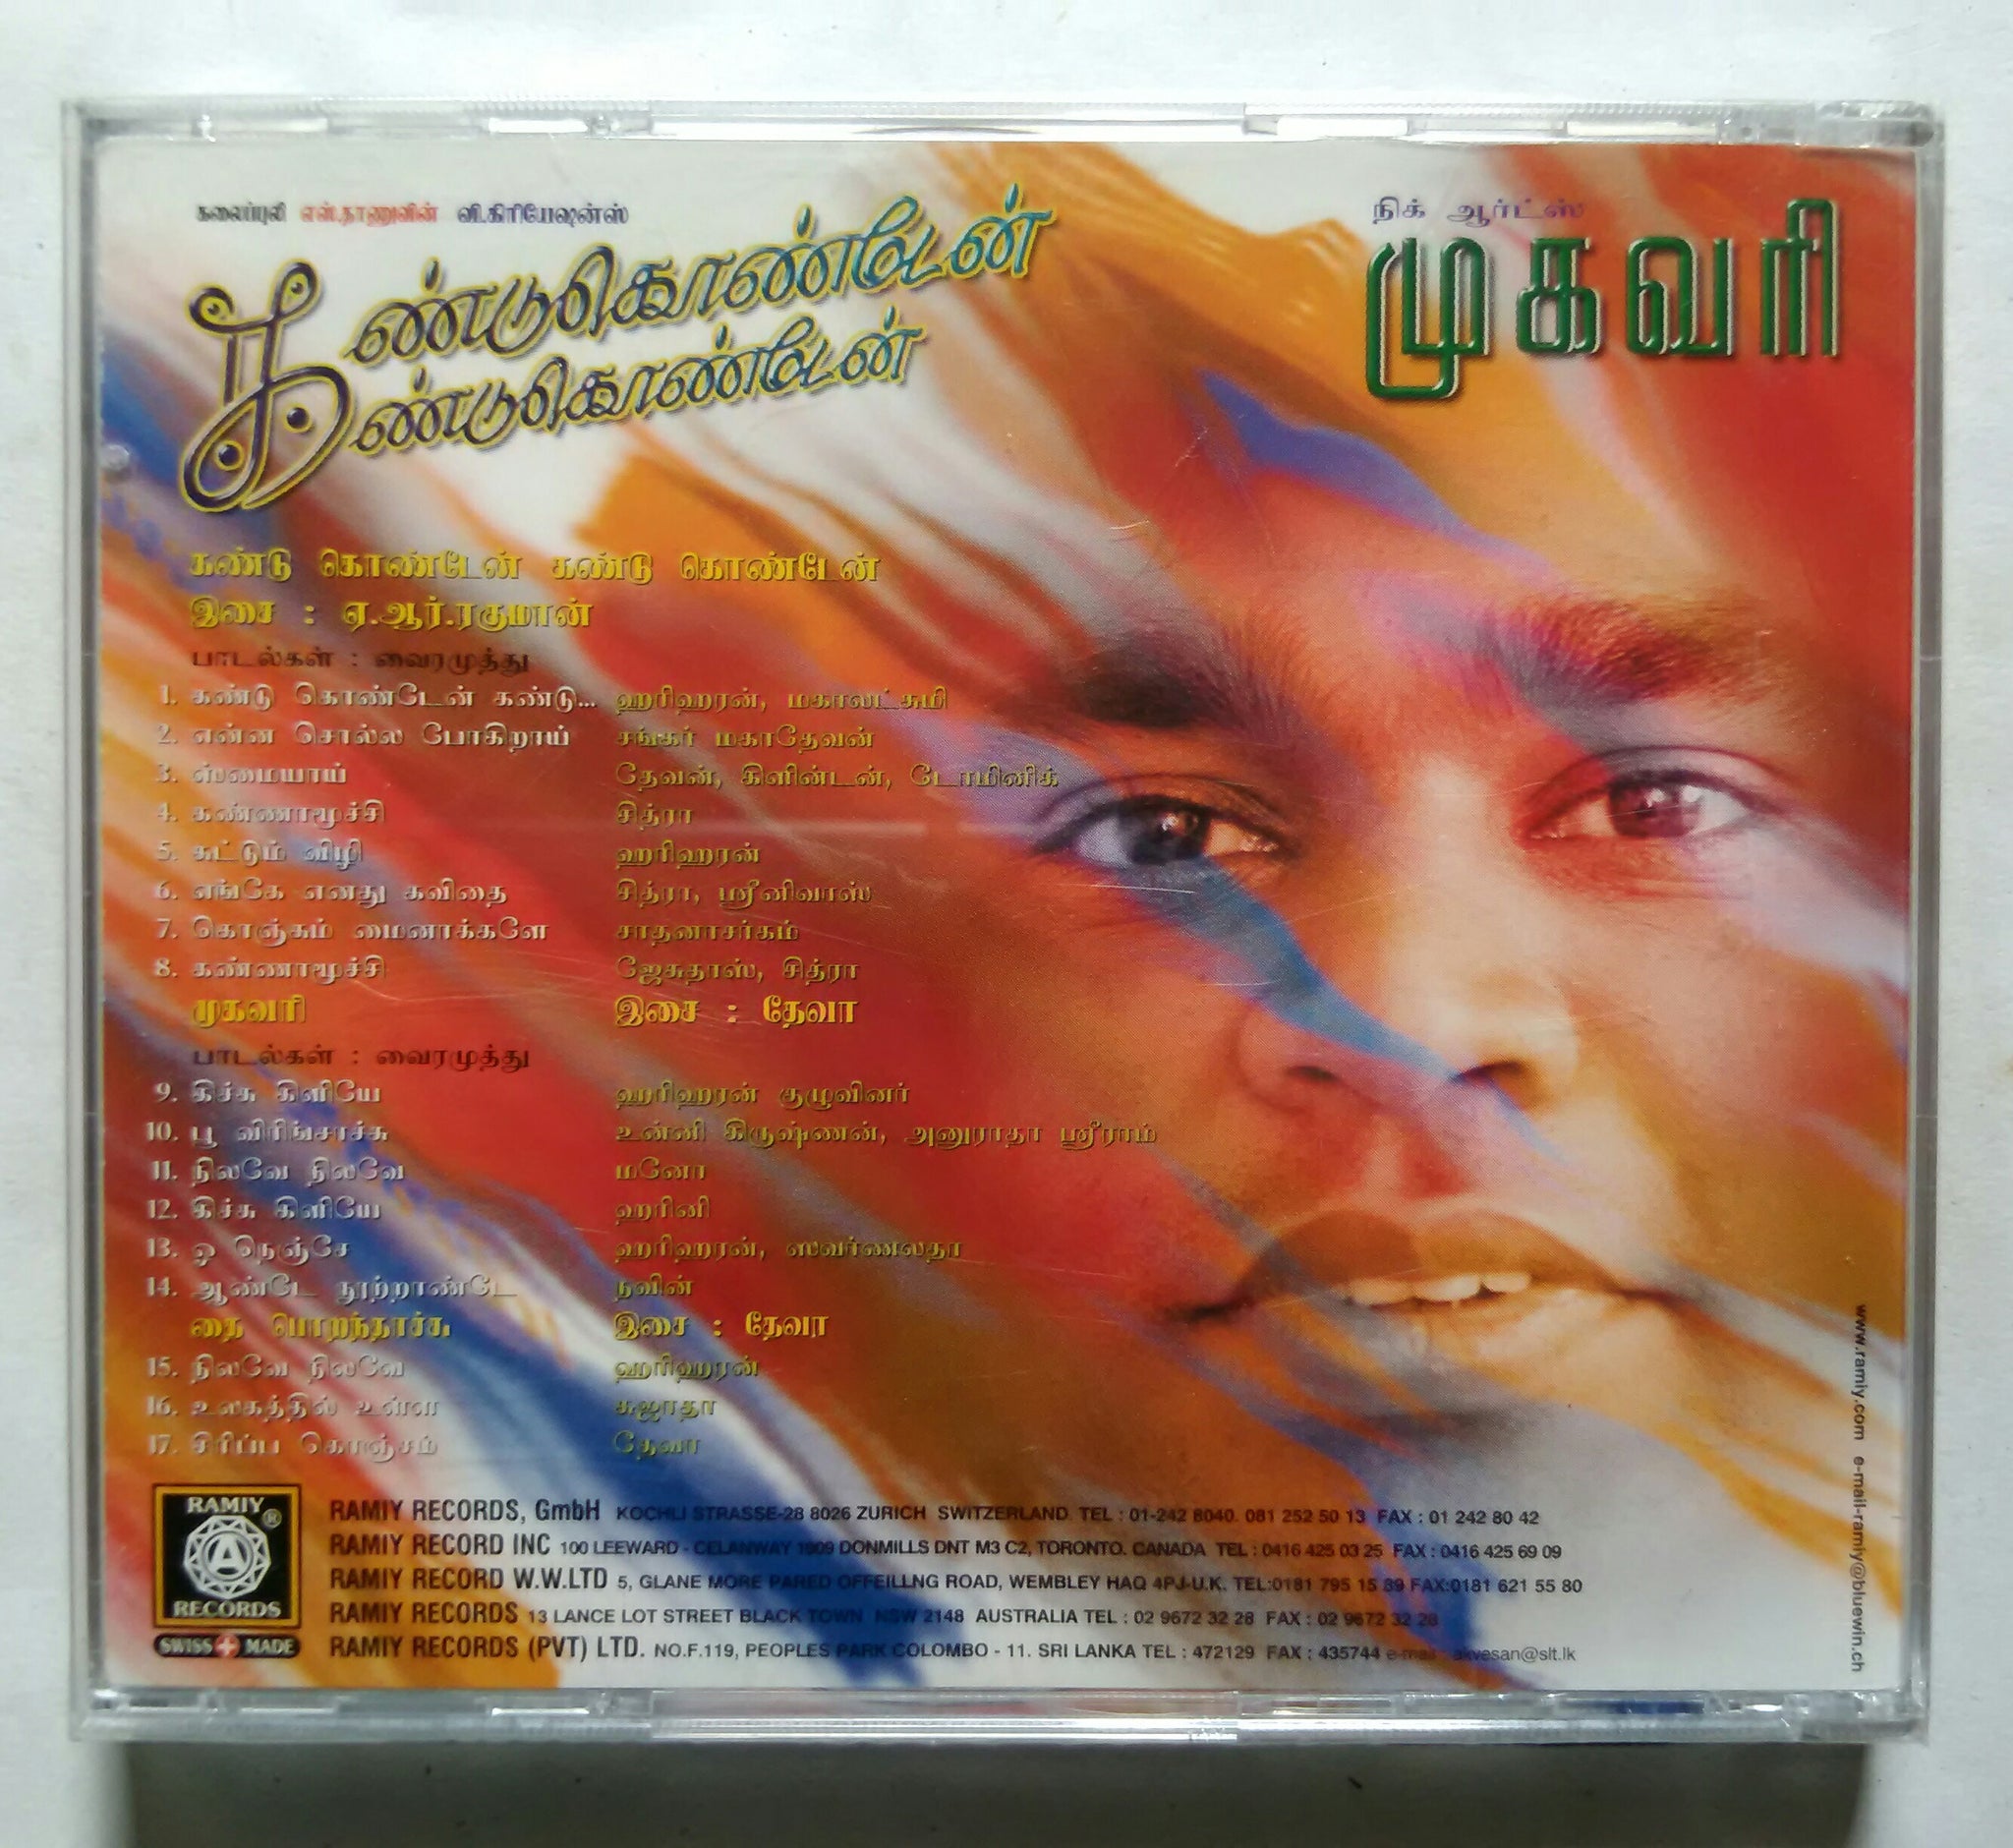 கலைப்புலி எஸ்.தாணுவின் வி.கிரியேஷன்ஸ்
கண்டுகொண்டேன்
கண்டுகொண்டேன்
நிக் ஆர்ட்ஸ்
முகவரி
கண்டு கொண்டேன் கண்டு கொண்டேன்
இசை : ஏ.ஆர்.ரகுமான்
பாடல்கள் : வைரமுத்து
1. கண்டு கொண்டேன் கண்டு... ஹரிஹரன், மகாலட்சுமி
2. என்ன சொல்ல போகிறாய் சங்கர் மகாதேவன்
3. ஸ்மையாய் தேவன், கிளின்டன், டோமினிக்
4. கண்ணாமூச்சி சித்ரா
5. சுட்டும் விழி ஹரிஹரன்
6. எங்கே எனது கவிதை சித்ரா, ஸ்ரீனிவாஸ்
7. கொஞ்சும் மைனாக்களே சாதனாசர்கம்
8. கண்ணாமூச்சி ஜேசுதாஸ், சித்ரா
முகவரி இசை : தேவா
பாடல்கள் : வைரமுத்து
9. கிச்சு கிளியே ஹரிஹரன் குழுவினர்
10. பூ விரிஞ்சாச்சு உன்னி கிருஷ்ணன், அனுராதா ஸ்ரீராம்
11. நிலவே நிலவே மனோ
12. கிச்சு கிளியே ஹரினி
13. ஓ நெஞ்சே ஹரிஹரன், ஸவர்ணலதா
14. ஆண்டே நூற்றாண்டே நவின்
தை பொறந்தாச்சு இசை : தேவா
15. நிலவே நிலவே ஹரிஹரன்
16. உலகத்தில் உள்ள சுஜாதா
17. சிரிப்பு கொஞ்சம் தேவா
RAMIY
RECORDS
SWISS MADE
RAMIY RECORDS, GmbH KOCHLI STRASSE-28 8026 ZURICH SWITZERLAND TEL : 01-242 8040. 081 252 50 13 FAX : 01 242 80 42
RAMIY RECORD INC 100 LEEWARD - CELANWAY 1909 DONMILLS DNT M3 C2, TORONTO. CANADA TEL : 0416 425 03 25 FAX : 0416 425 69 09
RAMIY RECORD W.W.LTD 5, GLANE MORE PARED OFFEILLNG ROAD, WEMBLEY HAQ 4PJ-U.K. TEL:0181 795 15 39 FAX:0181 621 55 80
RAMIY RECORDS 13 LANCE LOT STREET BLACK TOWN NSW 2148 AUSTRALIA TEL : 02 9672 32 28 FAX : 02 9672 32 28
RAMIY RECORDS (PVT) LTD. NO.F.119, PEOPLES PARK COLOMBO - 11. SRI LANKA TEL : 472129 FAX : 435744 e-mail akvesan@slt.lk
www.ramiy.com e-mail-ramiy@bluewin.ch